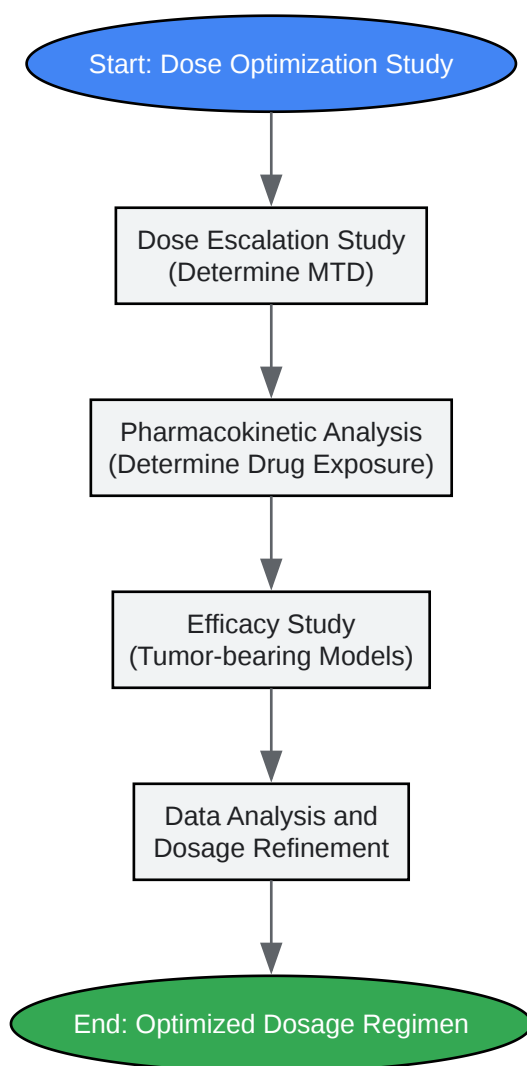 Start: Dose Optimization Study
Dose Escalation Study
(Determine MTD)
Pharmacokinetic Analysis
(Determine Drug Exposure)
Efficacy Study
(Tumor-bearing Models)
Data Analysis and
Dosage Refinement
End: Optimized Dosage Regimen